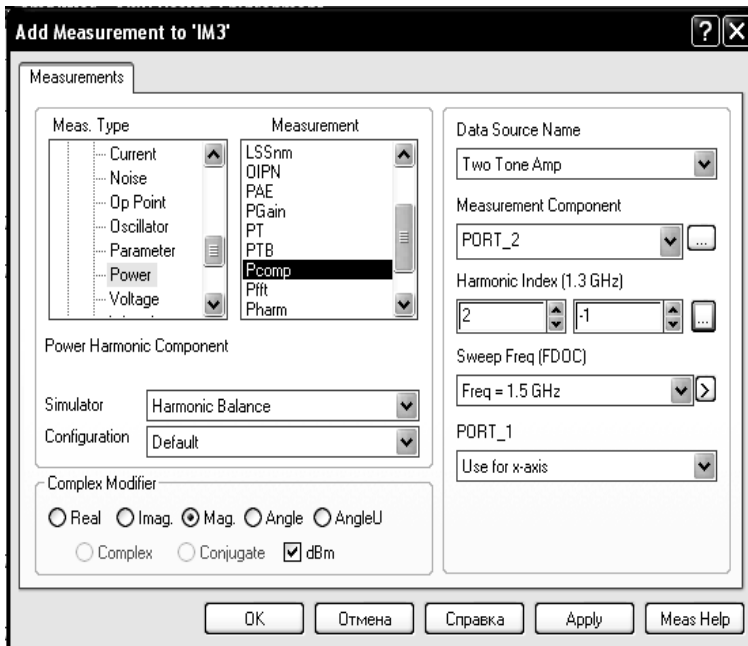 Add Measurement to 'IM3'
Measurements
Meas. Type
Current
Noise
Op Point
Oscillator
Parameter
Power
Voltage
Measurement
LSSnm
OIPN
PAE
PGain
PT
PTB
Pcomp
Pfft
Pharm
Power Harmonic Component
Simulator Harmonic Balance
Configuration Default
Complex Modifier
Real Imag. Mag. Angle AngleU
Complex Conjugate dBm
Data Source Name
Two Tone Amp
Measurement Component
PORT_2 ...
Harmonic Index (1.3 GHz)
2 -1 ...
Sweep Freq (FDOC)
Freq = 1.5 GHz >
PORT_1
Use for x-axis
OK Отмена Справка Apply Meas Help